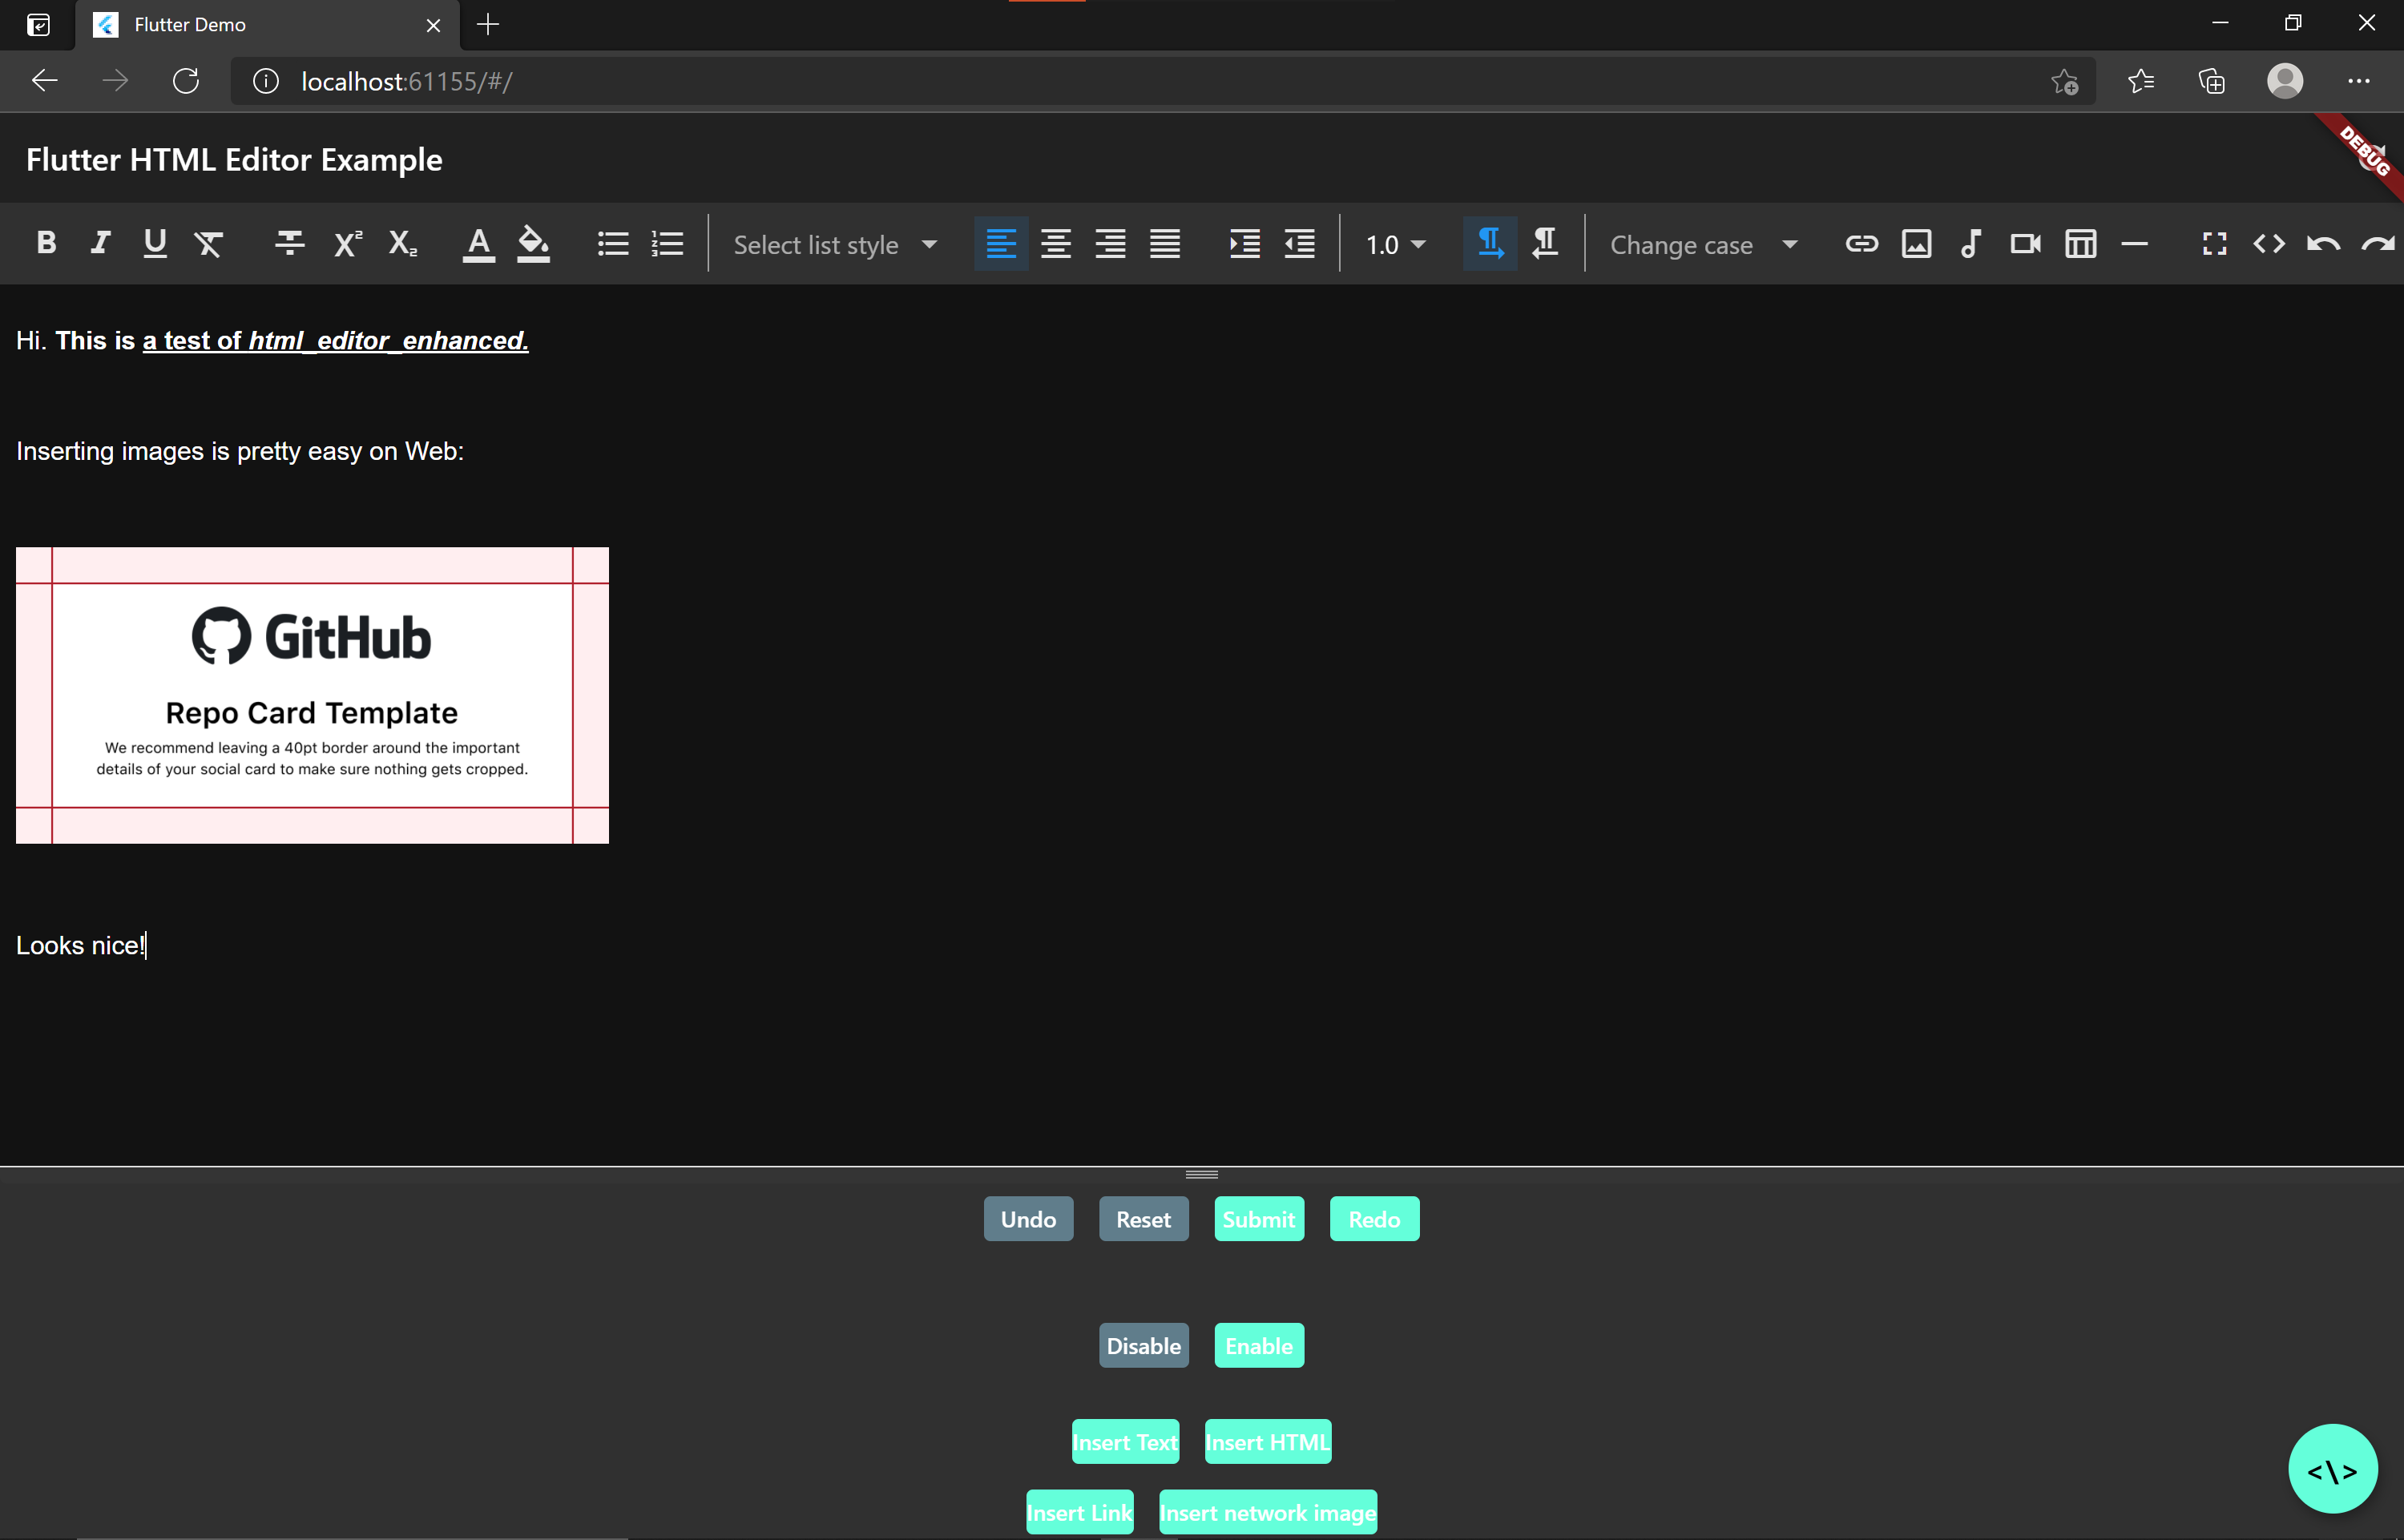 Flutter Demo
localhost:61155/#/
Flutter HTML Editor Example
DEBUG
Select list style
1.0
Change case
Hi. This is a test of html_editor_enhanced.
Inserting images is pretty easy on Web:
GitHub
Repo Card Template
We recommend leaving a 40pt border around the important
details of your social card to make sure nothing gets cropped.
Looks nice!
Undo Reset Submit Redo
Disable Enable
Insert Text Insert HTML
Insert Link Insert network image
<\>